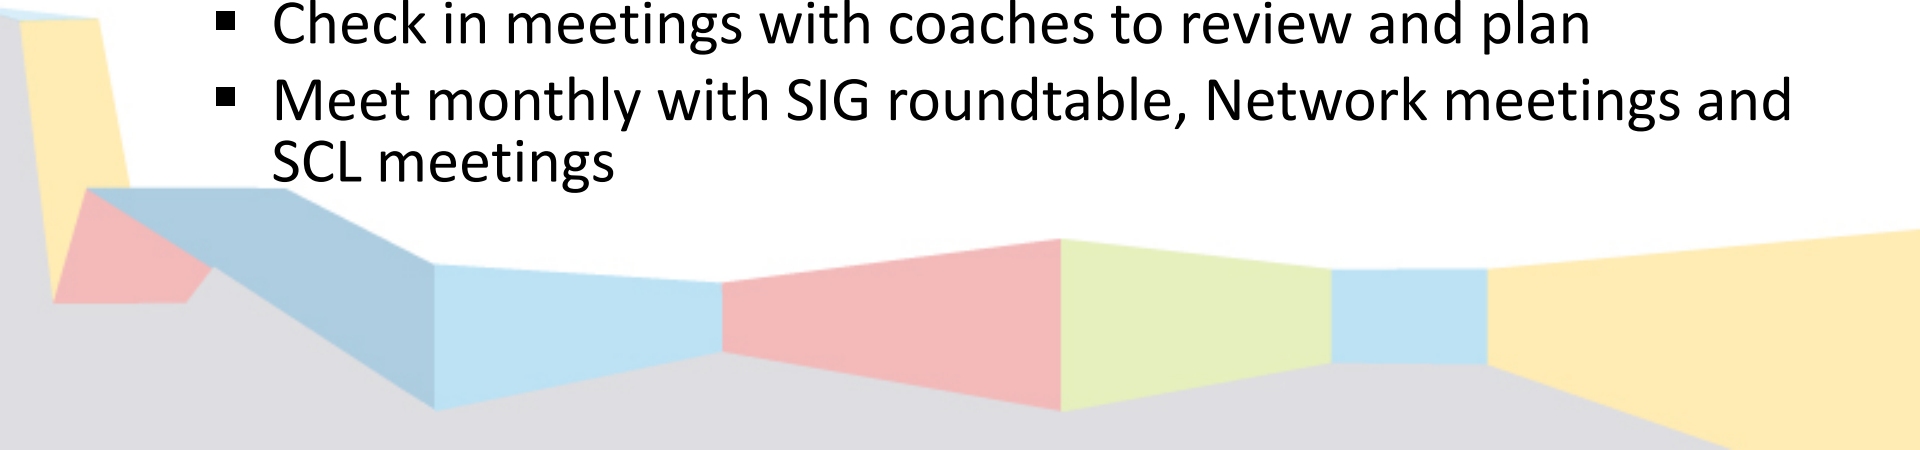 ▪ Check in meetings with coaches to review and plan
▪ Meet monthly with SIG roundtable, Network meetings and
SCL meetings